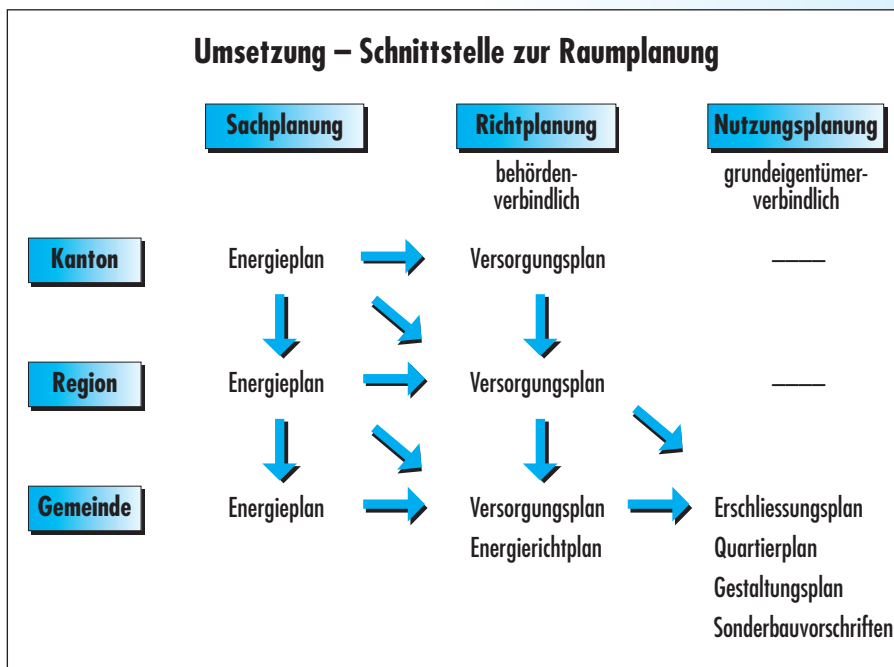 Umsetzung – Schnittstelle zur Raumplanung
Sachplanung Richtplanung Nutzungsplanung
behörden-
verbindlich
grundeigentümer-
verbindlich
Kanton Energieplan Versorgungsplan
Region Energieplan Versorgungsplan
Gemeinde Energieplan Versorgungsplan Erschliessungsplan
Energierichtplan Quartierplan
Gestaltungsplan
Sonderbauvorschriften